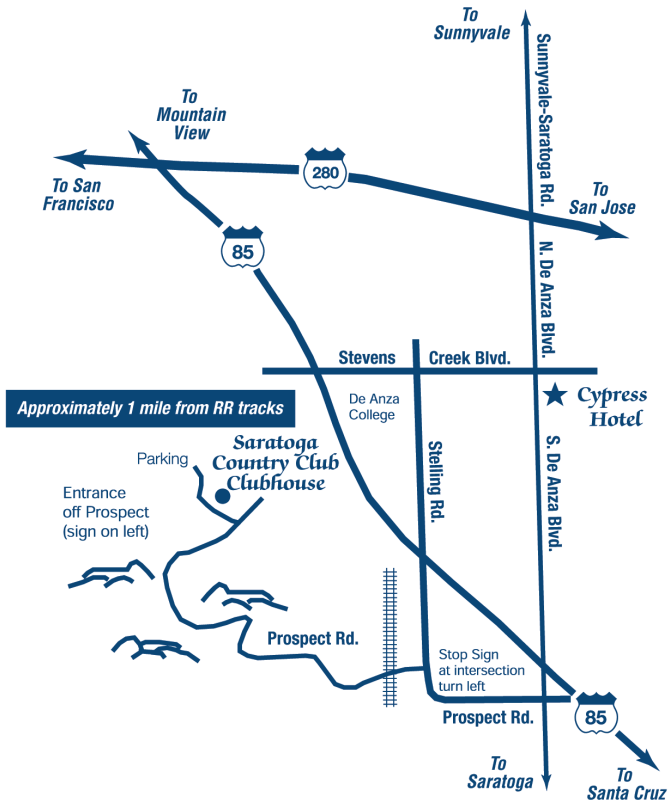 To
Sunnyvale
Sunnyvale-Saratoga Rd.
To
Mountain
View
To San
Francisco
280
To
San Jose
85
N. De Anza Blvd.
Stevens Creek Blvd.
De Anza
College
Cypress
Hotel
Approximately 1 mile from RR tracks
Saratoga
Country Club
Clubhouse
Parking
Stelling Rd.
S. De Anza Blvd.
Entrance
off Prospect
(sign on left)
Prospect Rd.
Stop Sign
at intersection
turn left
Prospect Rd.
85
To
Saratoga
To
Santa Cruz